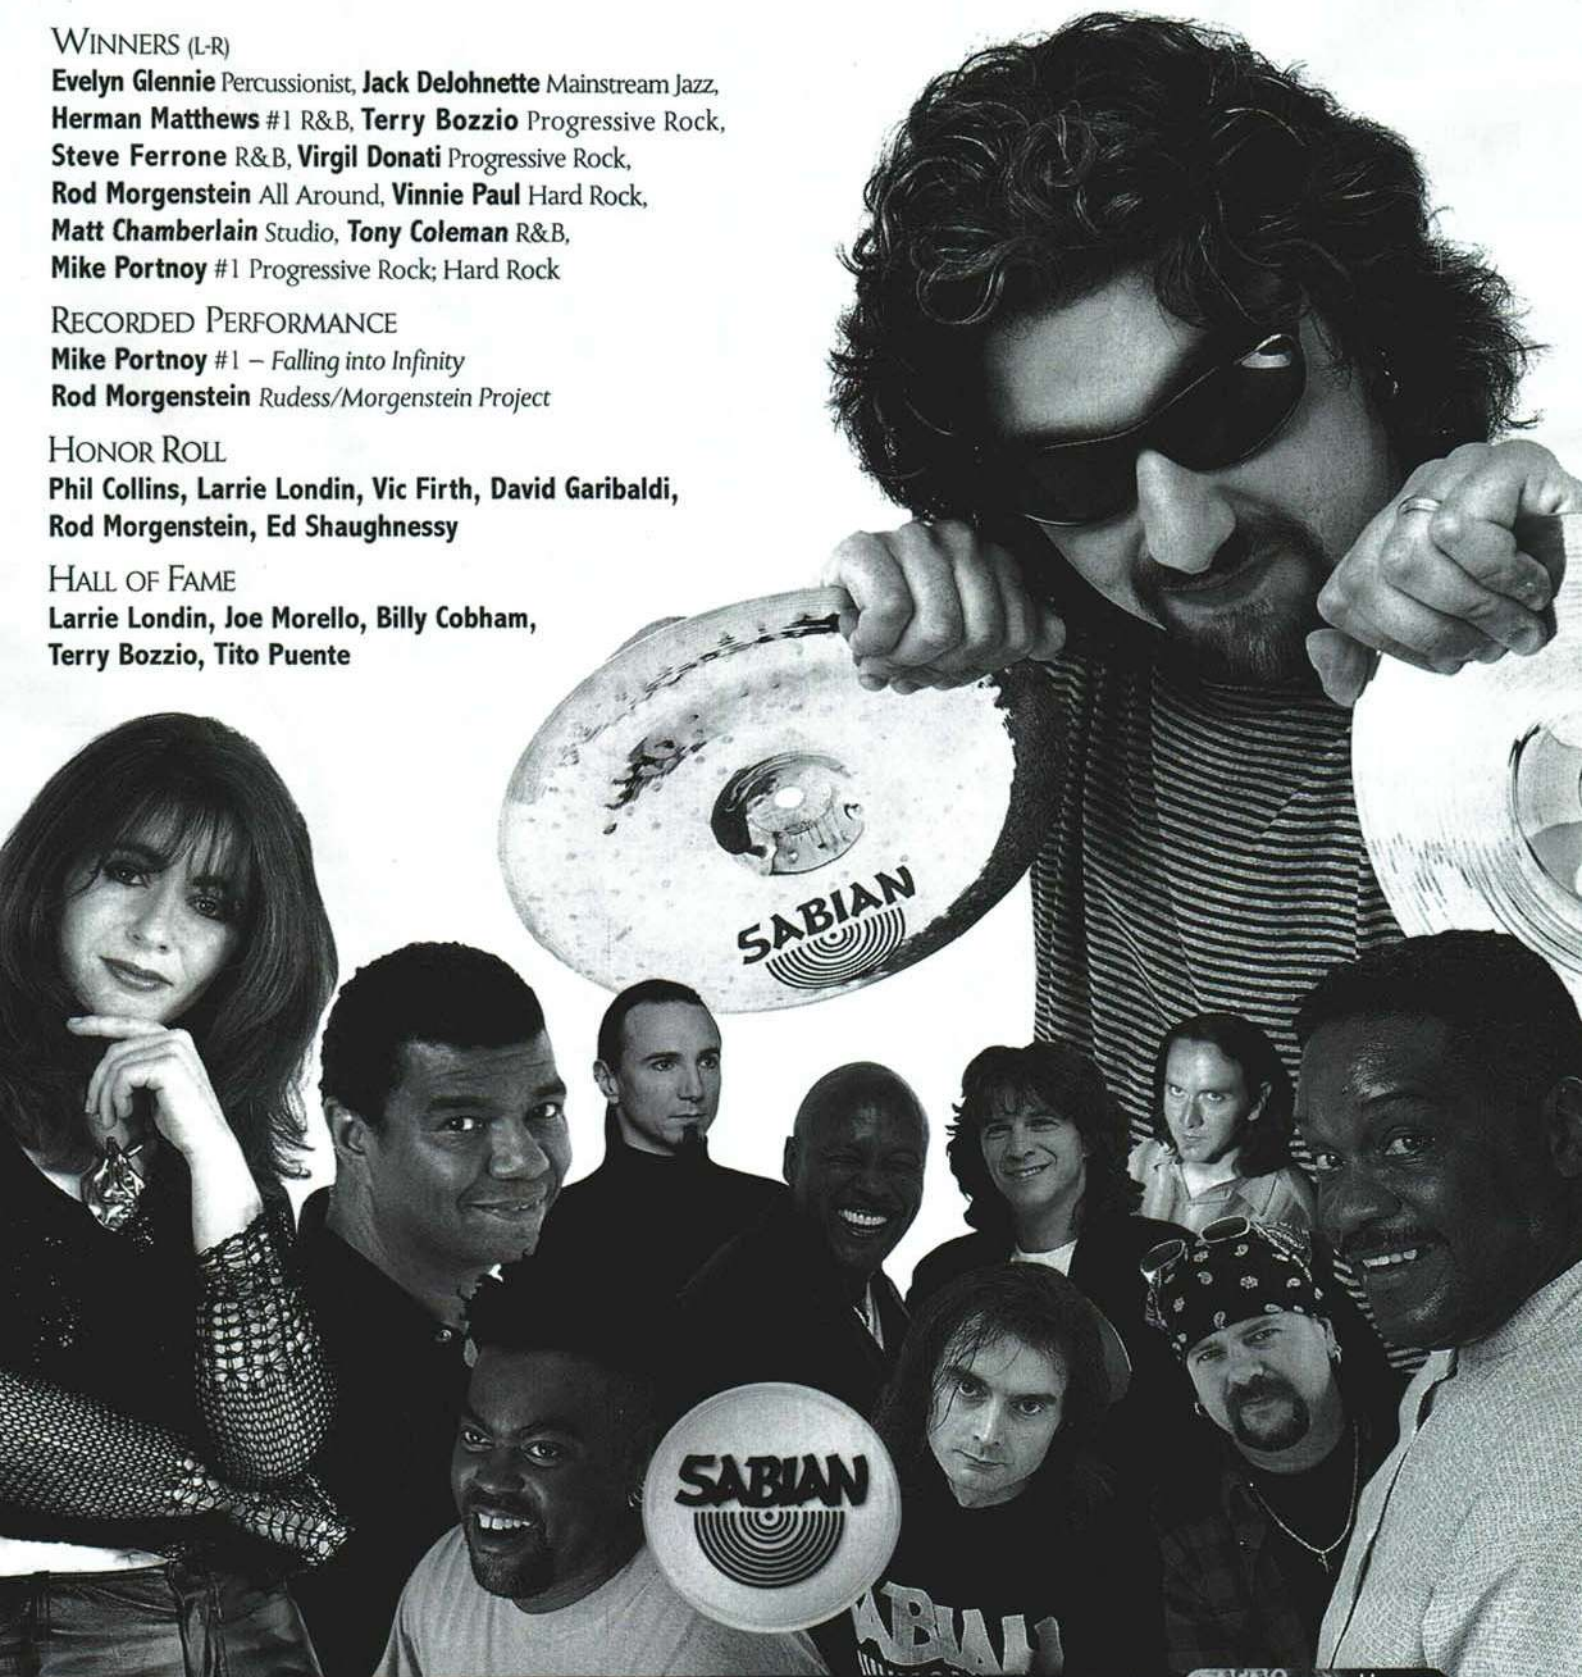 WINNERS (L-R)
Evelyn Glennie Percussionist, Jack DeJohnette Mainstream Jazz,
Herman Matthews #1 R&B, Terry Bozzio Progressive Rock,
Steve Ferrone R&B, Virgil Donati Progressive Rock,
Rod Morgenstein All Around, Vinnie Paul Hard Rock,
Matt Chamberlain Studio, Tony Coleman R&B,
Mike Portnoy #1 Progressive Rock; Hard Rock
RECORDED PERFORMANCE
Mike Portnoy #1 – Falling into Infinity
Rod Morgenstein Rudess/Morgenstein Project
HONOR ROLL
Phil Collins, Larrie Londin, Vic Firth, David Garibaldi,
Rod Morgenstein, Ed Shaughnessy
HALL OF FAME
Larrie Londin, Joe Morello, Billy Cobham,
Terry Bozzio, Tito Puente
SABIAN
SABIAN